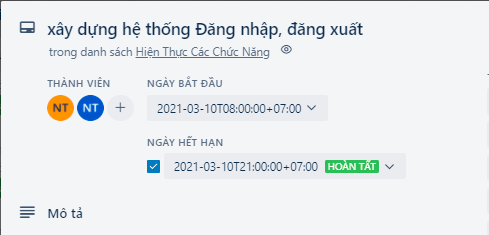 xây dựng hệ thống Đăng nhập, đăng xuất
trong danh sách Hiện Thực Các Chức Năng
THÀNH VIÊN
NGÀY BẮT ĐẦU
NT NT +
2021-03-10T08:00:00+07:00
NGÀY HẾT HẠN
2021-03-10T21:00:00+07:00 HOÀN TẤT
Mô tả